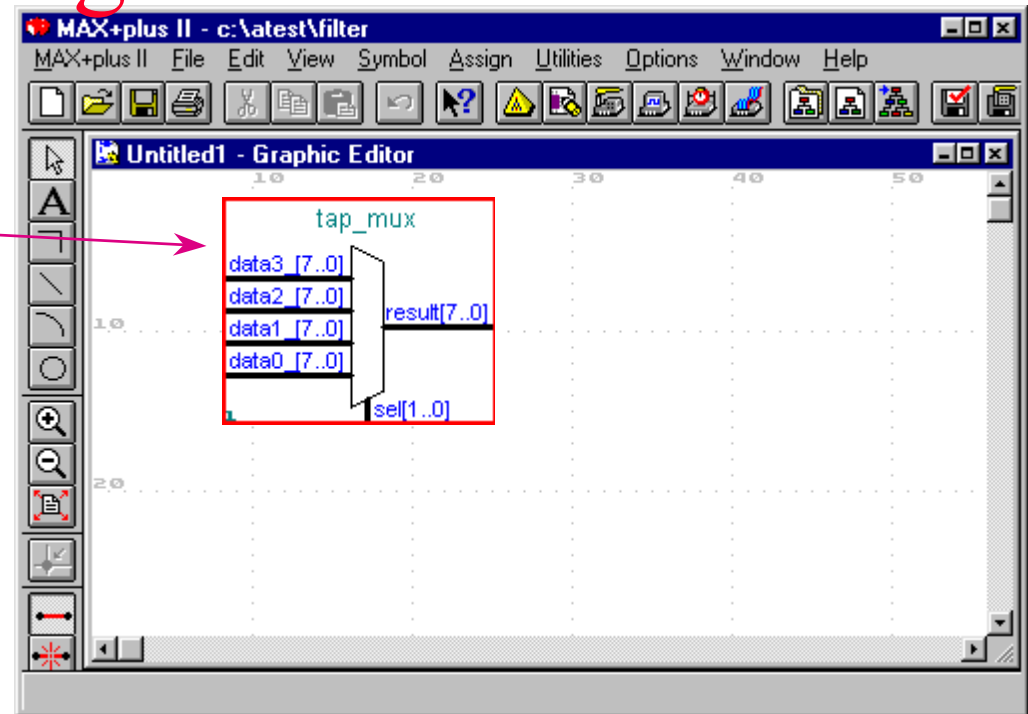 MAX+plus II - c:\atest\filter
MAX+plus II File Edit View Symbol Assign Utilities Options Window Help
Untitled1 - Graphic Editor
10 20 30 40 50
tap_mux
data3_[7..0]
data2_[7..0]
result[7..0]
10
data1_[7..0]
data0_[7..0]
sel[1..0]
1
20